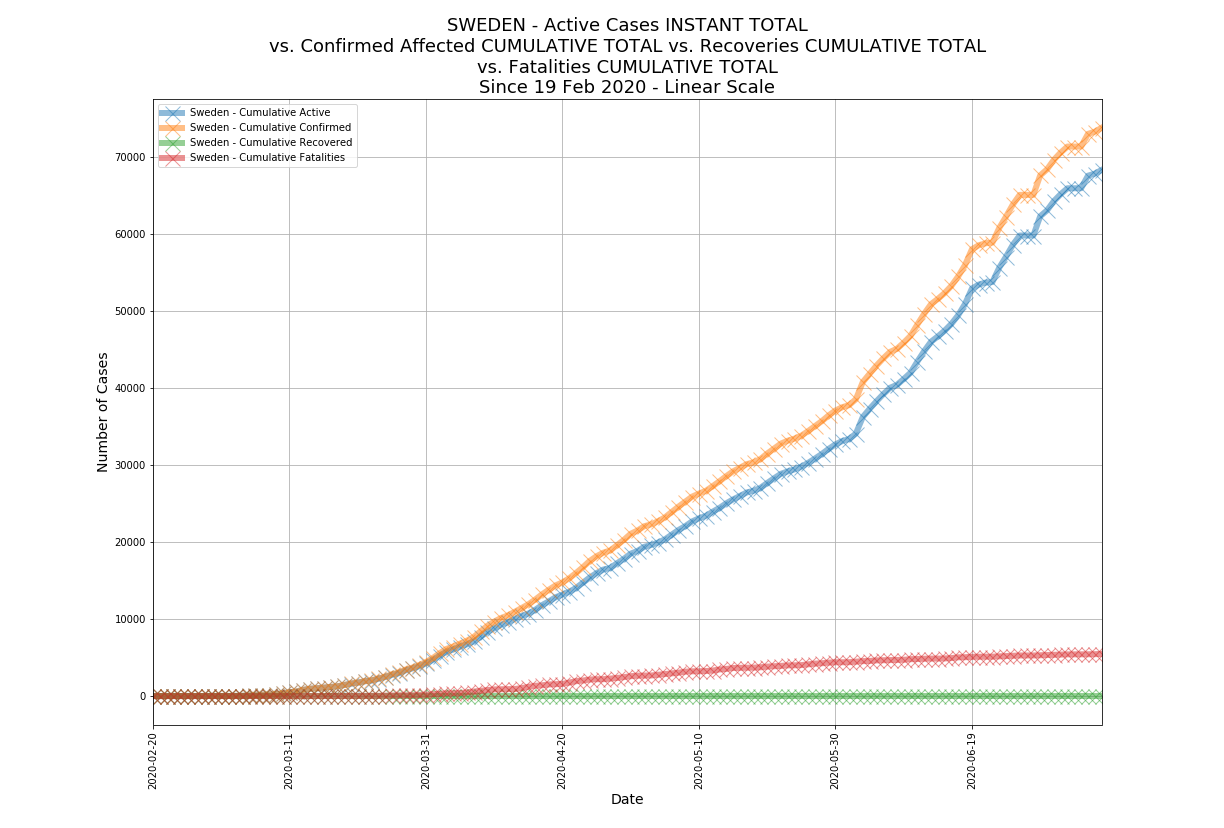 SWEDEN - Active Cases INSTANT TOTAL
vs. Confirmed Affected CUMULATIVE TOTAL vs. Recoveries CUMULATIVE TOTAL
vs. Fatalities CUMULATIVE TOTAL
Since 19 Feb 2020 - Linear Scale
Sweden - Cumulative Active
Sweden - Cumulative Confirmed
Sweden - Cumulative Recovered
Sweden - Cumulative Fatalities
Number of Cases
70000
60000
50000
40000
30000
20000
10000
0
2020-02-20
2020-03-11
2020-03-31
2020-04-20
2020-05-10
2020-05-30
2020-06-19
Date